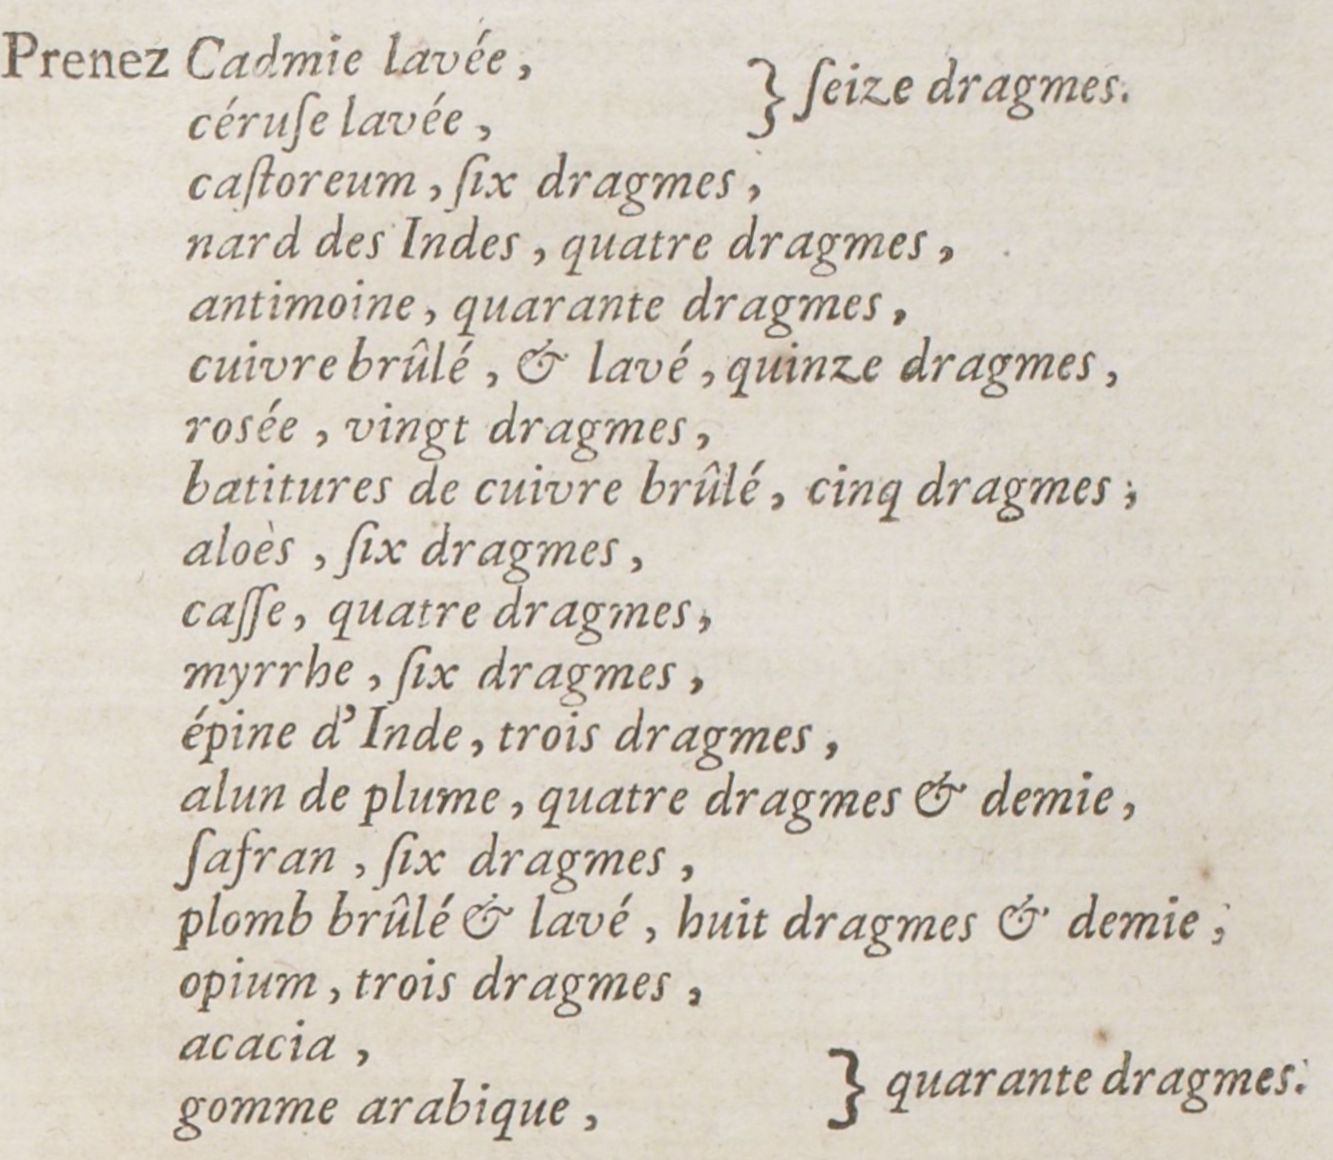 Prenez Cadmie lavée, } ſeize dragmes.
céruſe lavée,
caſtoreum, ſix dragmes,
nard des Indes, quatre dragmes,
antimoine, quarante dragmes,
cuivre brûlé, & lavé, quinze dragmes,
rosée, vingt dragmes,
batitures de cuivre brûlé, cinq dragmes,
aloès, ſix dragmes,
caſſe, quatre dragmes,
myrrhe, ſix dragmes,
épine d'Inde, trois dragmes,
alun de plume, quatre dragmes & demie,
ſafran, ſix dragmes,
plomb brûlé & lavé, huit dragmes & demie,
opium, trois dragmes,
acacia, } quarante dragmes.
gomme arabique,